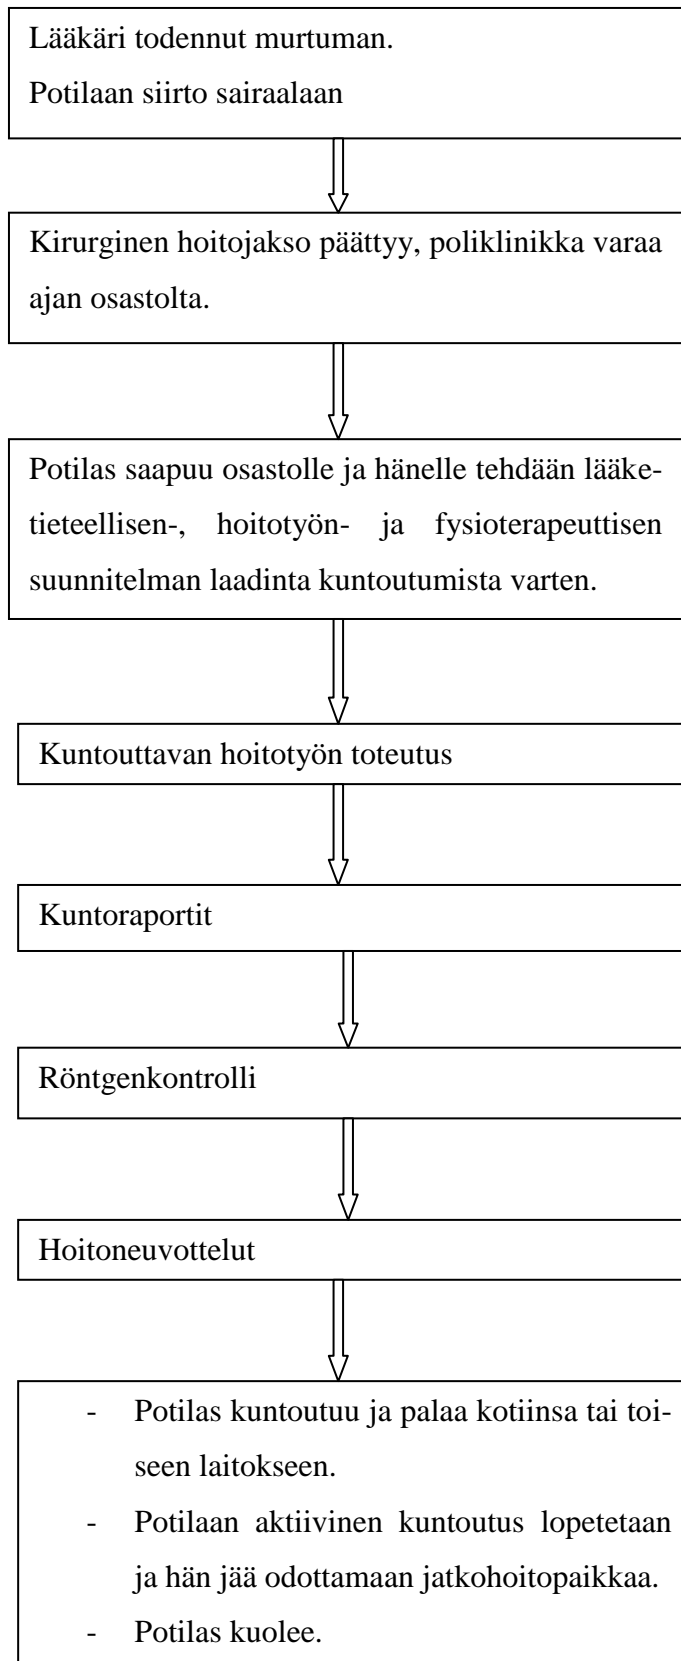 Lääkäri todennut murtuman.
Potilaan siirto sairaalaan
Kirurginen hoitojakso päättyy, poliklinikka varaa
ajan osastolta.
Potilas saapuu osastolle ja hänelle tehdään lääke-
tieteellisen-, hoitotyön- ja fysioterapeuttisen
suunnitelman laadinta kuntoutumista varten.
Kuntouttavan hoitotyön toteutus
Kuntoraportit
Röntgenkontrolli
Hoitoneuvottelut
- Potilas kuntoutuu ja palaa kotiinsa tai toi-
seen laitokseen.
- Potilaan aktiivinen kuntoutus lopetetaan
ja hän jää odottamaan jatkohoitopaikkaa.
- Potilas kuolee.